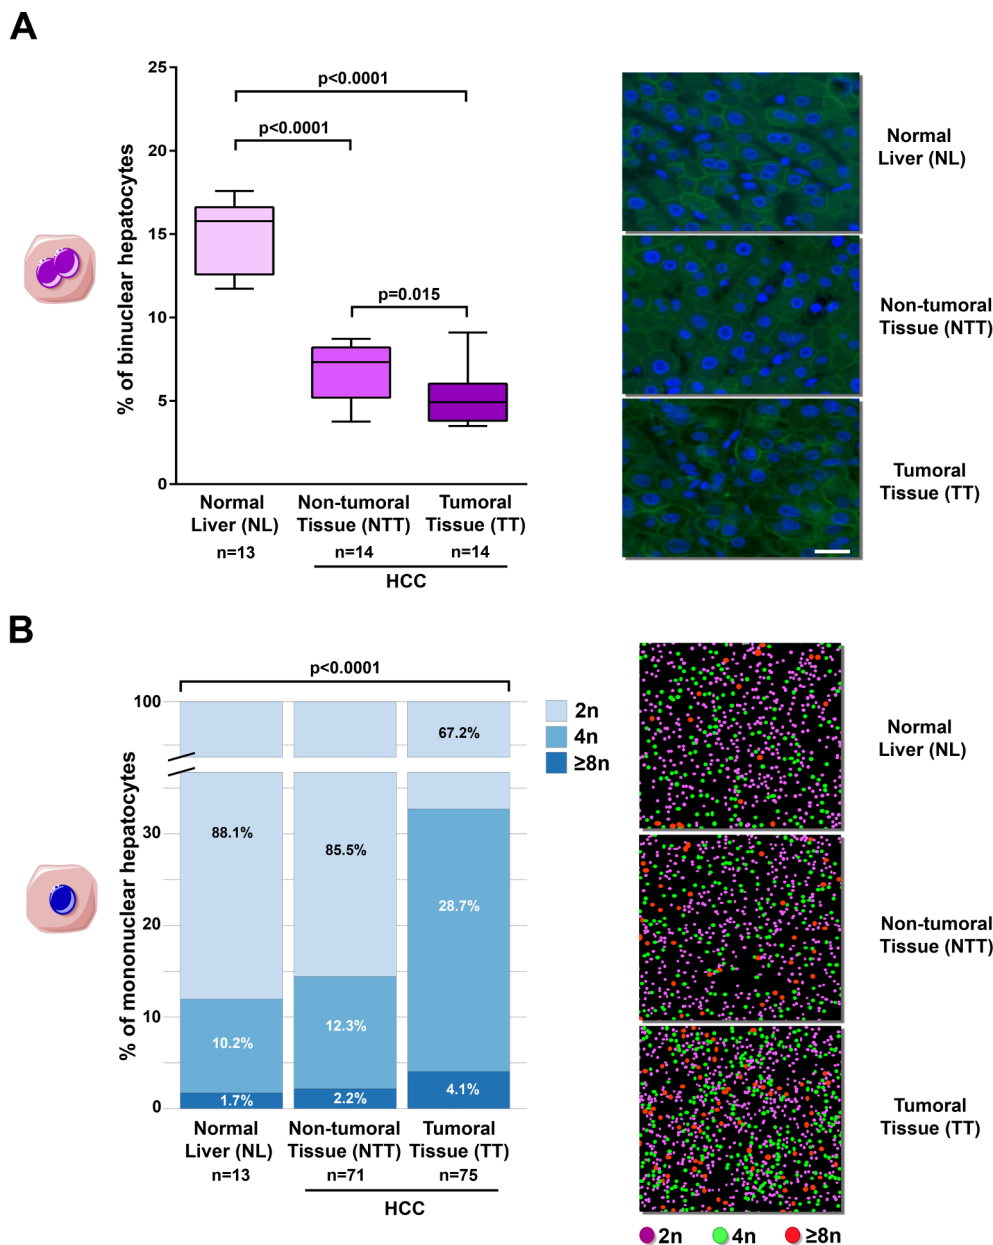 A
% of binuclear hepatocytes
25
20
15
10
5
0
p<0.0001
p<0.0001
p=0.015
Normal
Liver (NL)
n=13
Non-tumoral
Tissue (NTT)
n=14
Tumoral
Tissue (TT)
n=14
HCC
Normal
Liver (NL)
Non-tumoral
Tissue (NTT)
Tumoral
Tissue (TT)
B
% of mononuclear hepatocytes
100
30
20
10
0
p<0.0001
88.1%
10.2%
1.7%
85.5%
12.3%
2.2%
67.2%
28.7%
4.1%
2n
4n
≥8n
Normal
Liver (NL)
n=13
Non-tumoral
Tissue (NTT)
n=71
Tumoral
Tissue (TT)
n=75
HCC
Normal
Liver (NL)
Non-tumoral
Tissue (NTT)
Tumoral
Tissue (TT)
2n
4n
≥8n